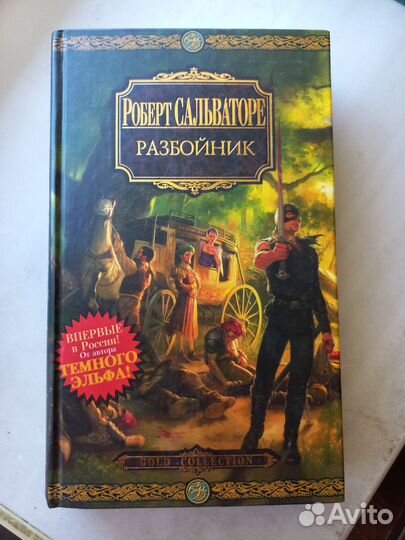 Роберт САЛЬВАТОРЕ
РАЗБОЙНИК
ВПЕРВЫЕ
в России!
От автора
ТЕМНОГО
ЭЛЬФА!
GOLD COLLECTION
Avito